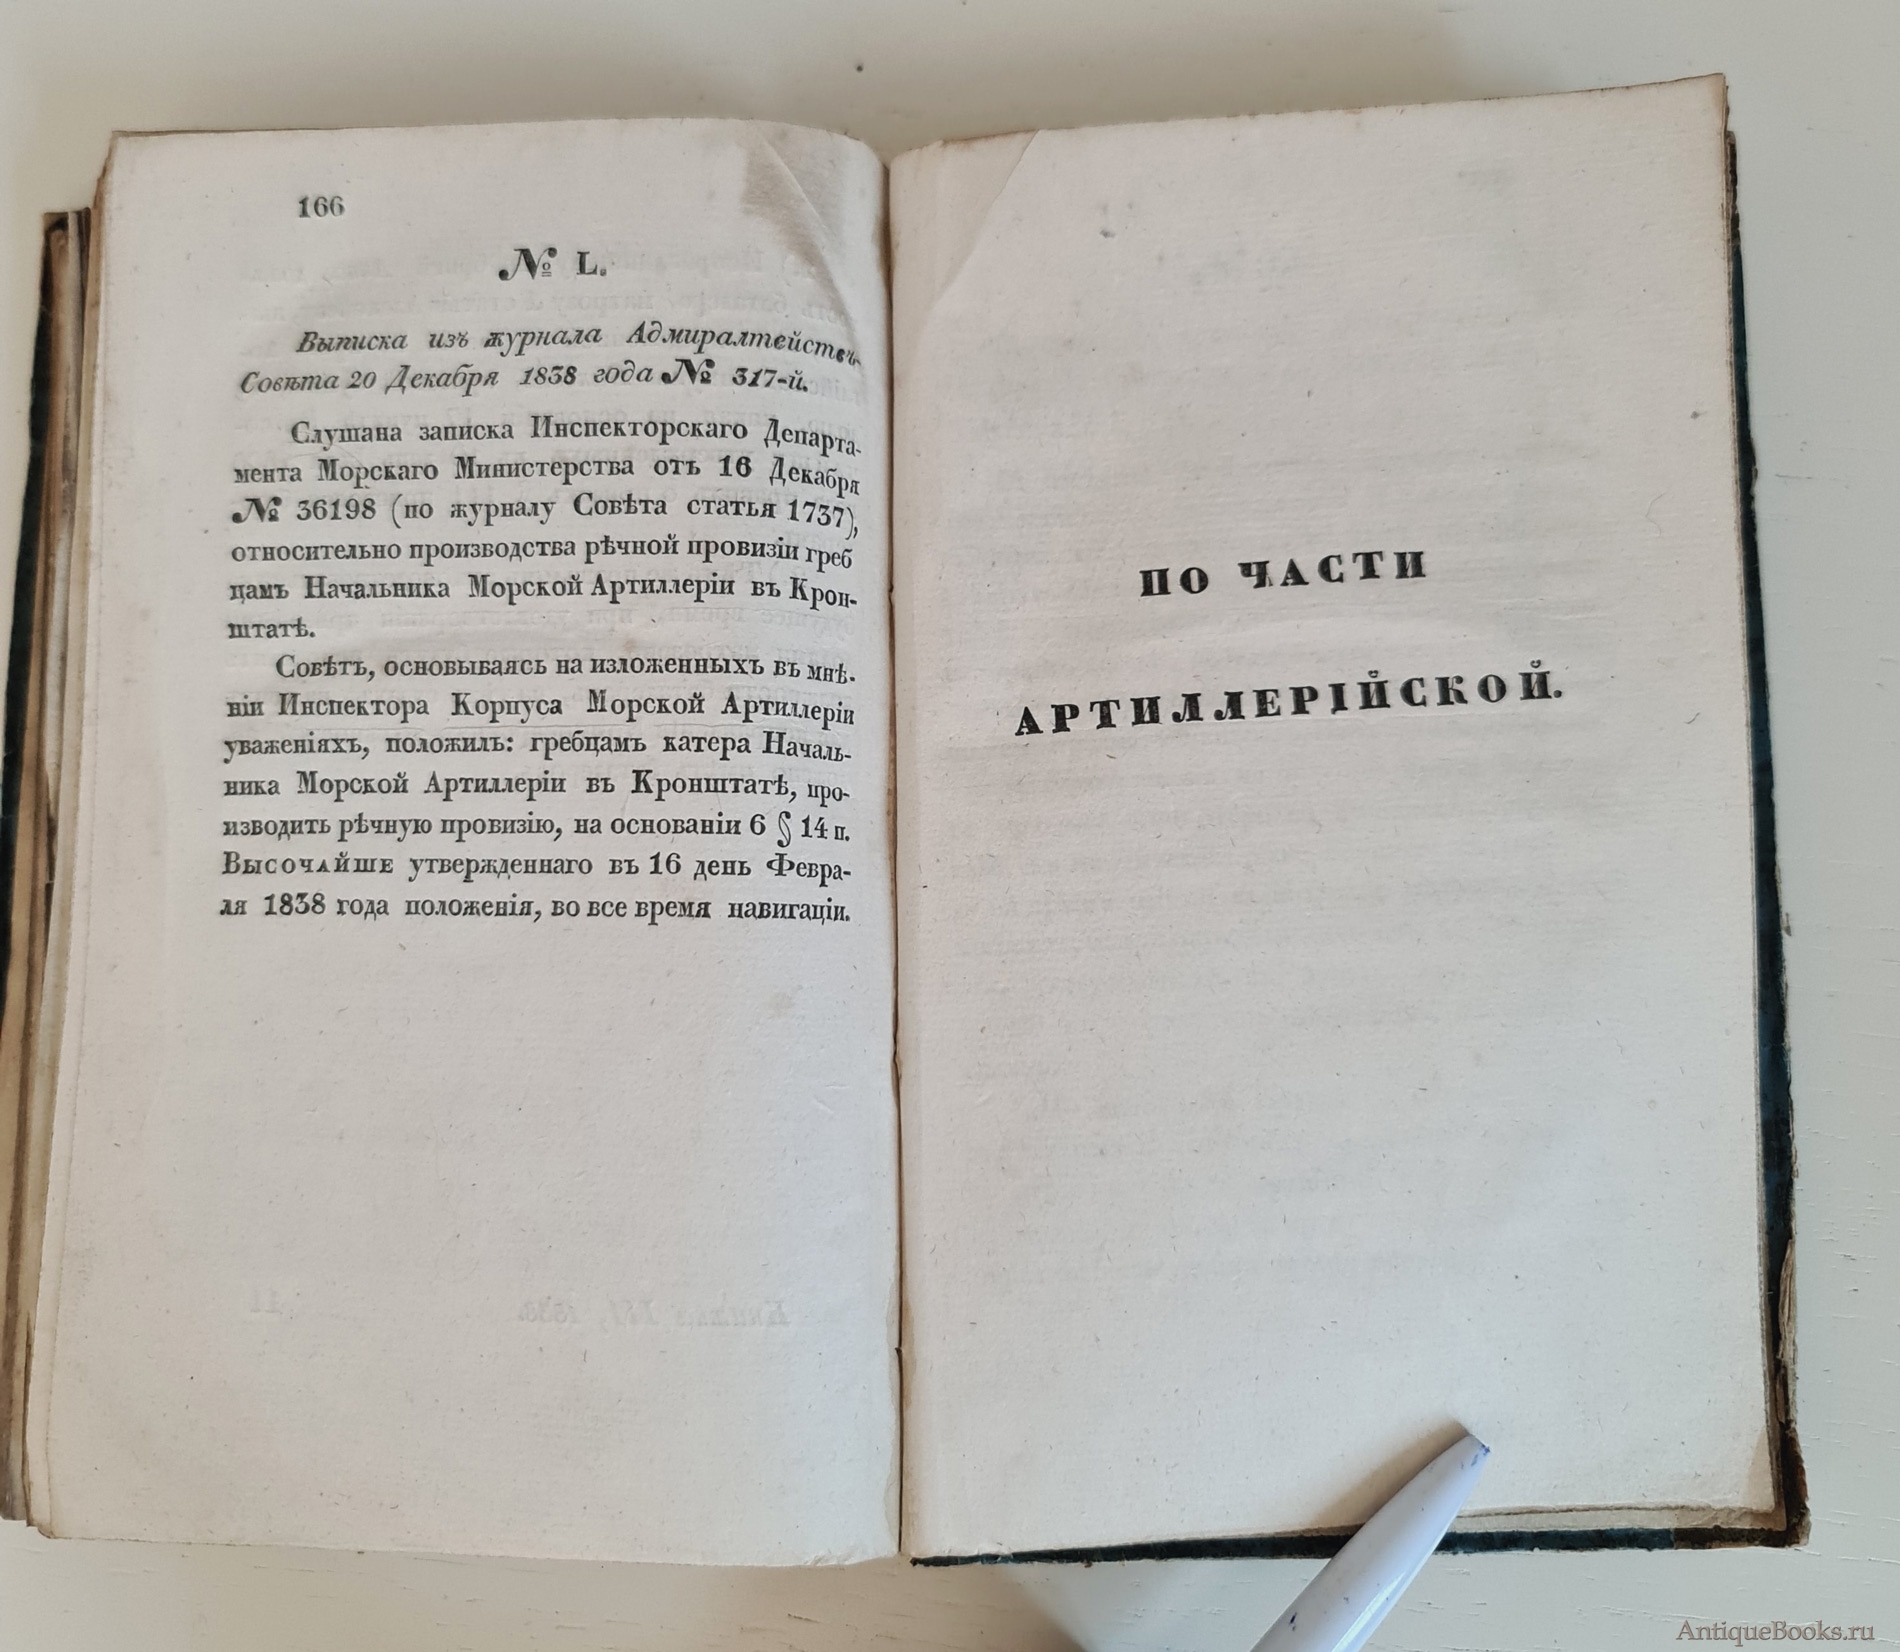 166
№ L.
Выписка изъ журнала Адмиралтействъ-
Совѣта 20 Декабря 1838 года № 317-й.
Слушана записка Инспекторскаго Департа-
мента Морскаго Министерства отъ 16 Декабря
№ 36198 (по журналу Совѣта статья 1737),
относительно производства рѣчной провизіи греб
цамъ Начальника Морской Артиллеріи въ Крон-
штатѣ.
Совѣтъ, основываясь на изложенныхъ въ мнѣ-
ніи Инспектора Корпуса Морской Артиллеріи
уваженіяхъ, положилъ: гребцамъ катера Началь-
ника Морской Артиллеріи въ Кронштатѣ, про-
изводить рѣчную провизію, на основаніи 6 § 14 п.
Высочайше утвержденнаго въ 16 день Февра-
ля 1838 года положенія, во все время навигаціи.
ПО ЧАСТИ
АРТИЛЛЕРІЙСКОЙ.
AntiqueBooks.ru